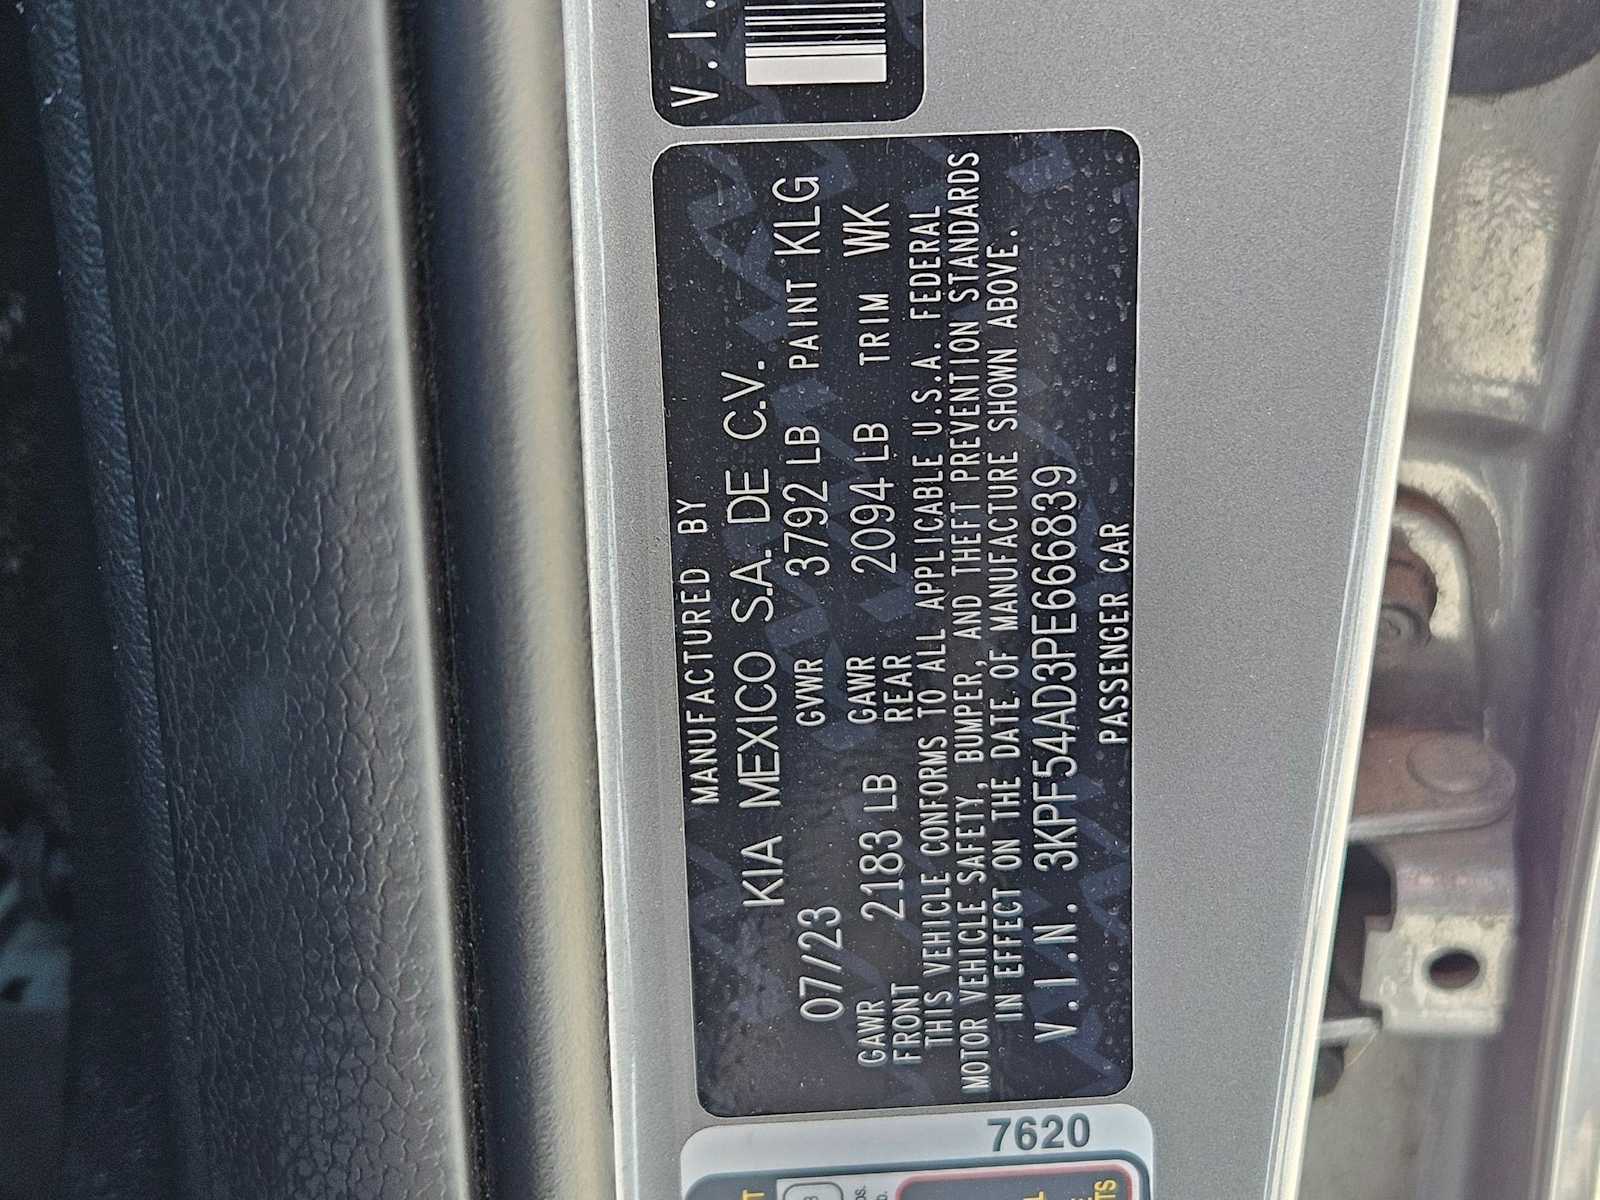 V.I.
MANUFACTURED BY
KIA MEXICO S.A. DE C.V.
07/23 GVWR 3792 LB PAINT KLG
GAWR FRONT 2183 LB GAWR REAR 2094 LB TRIM WK
THIS VEHICLE CONFORMS TO ALL APPLICABLE U.S.A. FEDERAL
MOTOR VEHICLE SAFETY, BUMPER, AND THEFT PREVENTION STANDARDS
IN EFFECT ON THE DATE OF MANUFACTURE SHOWN ABOVE.
V.I.N. 3KPF54AD3PE666839
PASSENGER CAR
7620